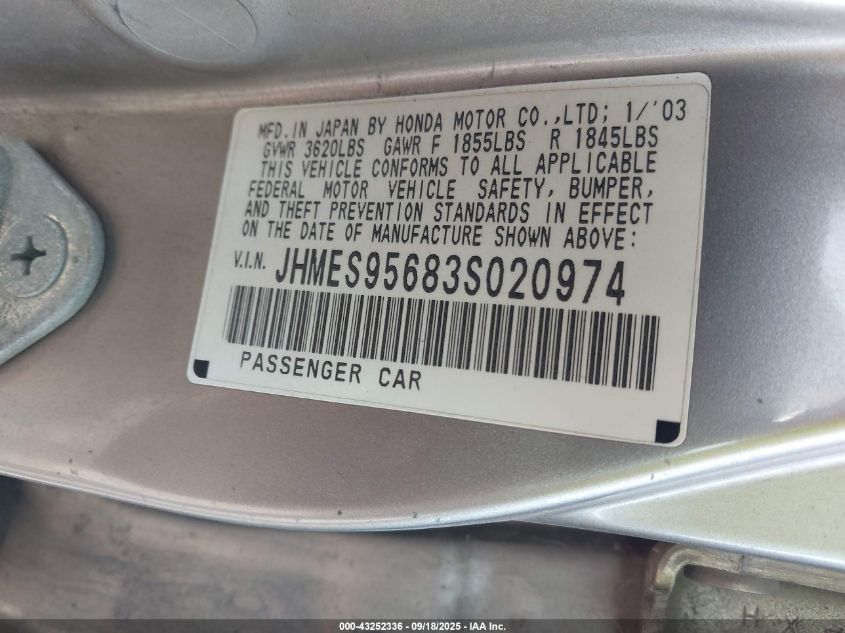 MFD.IN JAPAN BY HONDA MOTOR CO.,LTD; 1/'03
GVWR 3620LBS GAWR F 1855LBS R 1845LBS
THIS VEHICLE CONFORMS TO ALL APPLICABLE
FEDERAL MOTOR VEHICLE SAFETY, BUMPER,
AND THEFT PREVENTION STANDARDS IN EFFECT
ON THE DATE OF MANUFACTURE SHOWN ABOVE:
V.I.N. JHMES95683S020974
PASSENGER CAR
H X
000-43252336 - 09/18/2025 - IAA Inc.